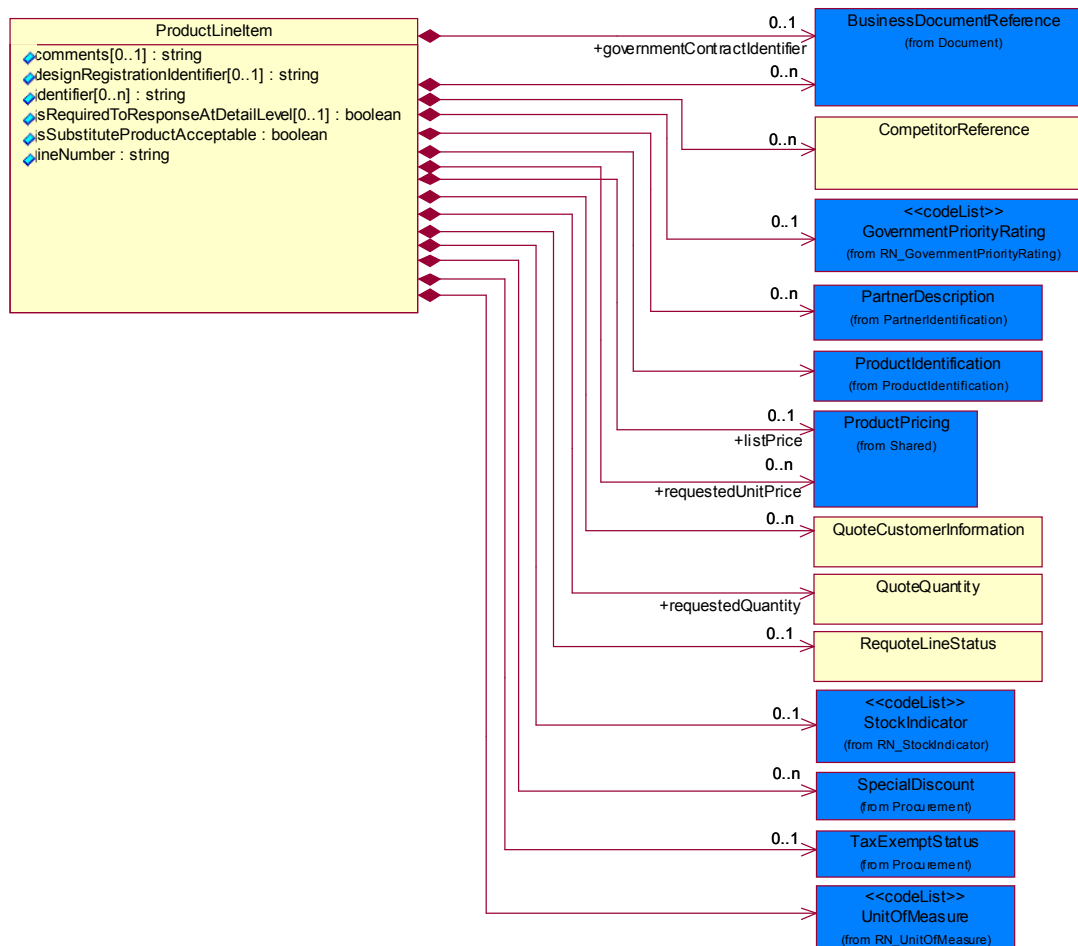 ProductLineItem
comments[0..1] : string
designRegistrationIdentifier[0..1] : string
identifier[0..n] : string
isRequiredToResponseAtDetailLevel[0..1] : boolean
isSubstituteProductAcceptable : boolean
lineNumber : string
0..1
+governmentContractIdentifier
0..n
BusinessDocumentReference
(from Document)
0..n
CompetitorReference
0..1
<<codeList>>
GovernmentPriorityRating
(from RN_GovernmentPriorityRating)
0..n
PartnerDescription
(from PartnerIdentification)
ProductIdentification
(from ProductIdentification)
0..1
+listPrice
0..n
+requestedUnitPrice
ProductPricing
(from Shared)
0..n
QuoteCustomerInformation
+requestedQuantity
QuoteQuantity
0..1
RequoteLineStatus
0..1
<<codeList>>
StockIndicator
(from RN_StockIndicator)
0..n
SpecialDiscount
(from Procurement)
0..1
TaxExemptStatus
(from Procurement)
<<codeList>>
UnitOfMeasure
(from RN_UnitOfMeasure)